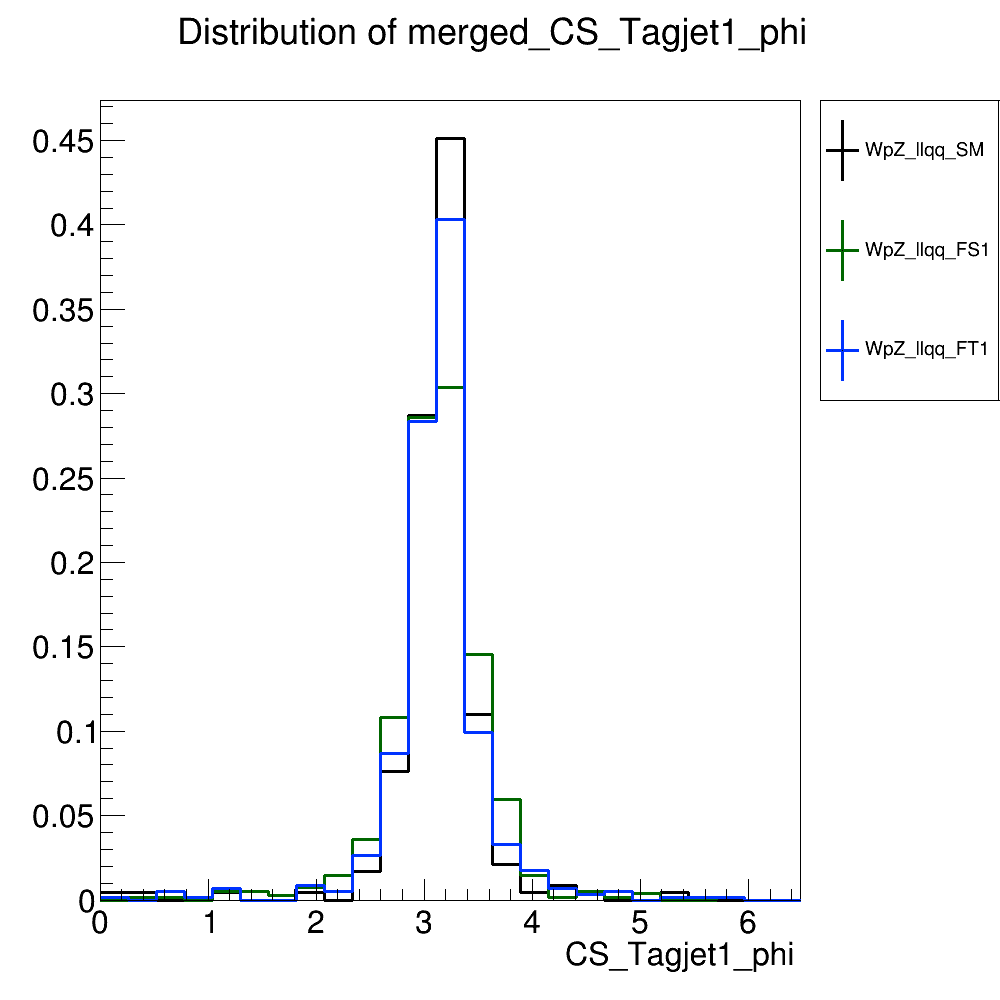 Distribution of merged_CS_Tagjet1_phi
0.45
0.4
0.35
0.3
0.25
0.2
0.15
0.1
0.05
0
0 1 2 3 4 5 6
CS_Tagjet1_phi
WpZ_llqq_SM
WpZ_llqq_FS1
WpZ_llqq_FT1